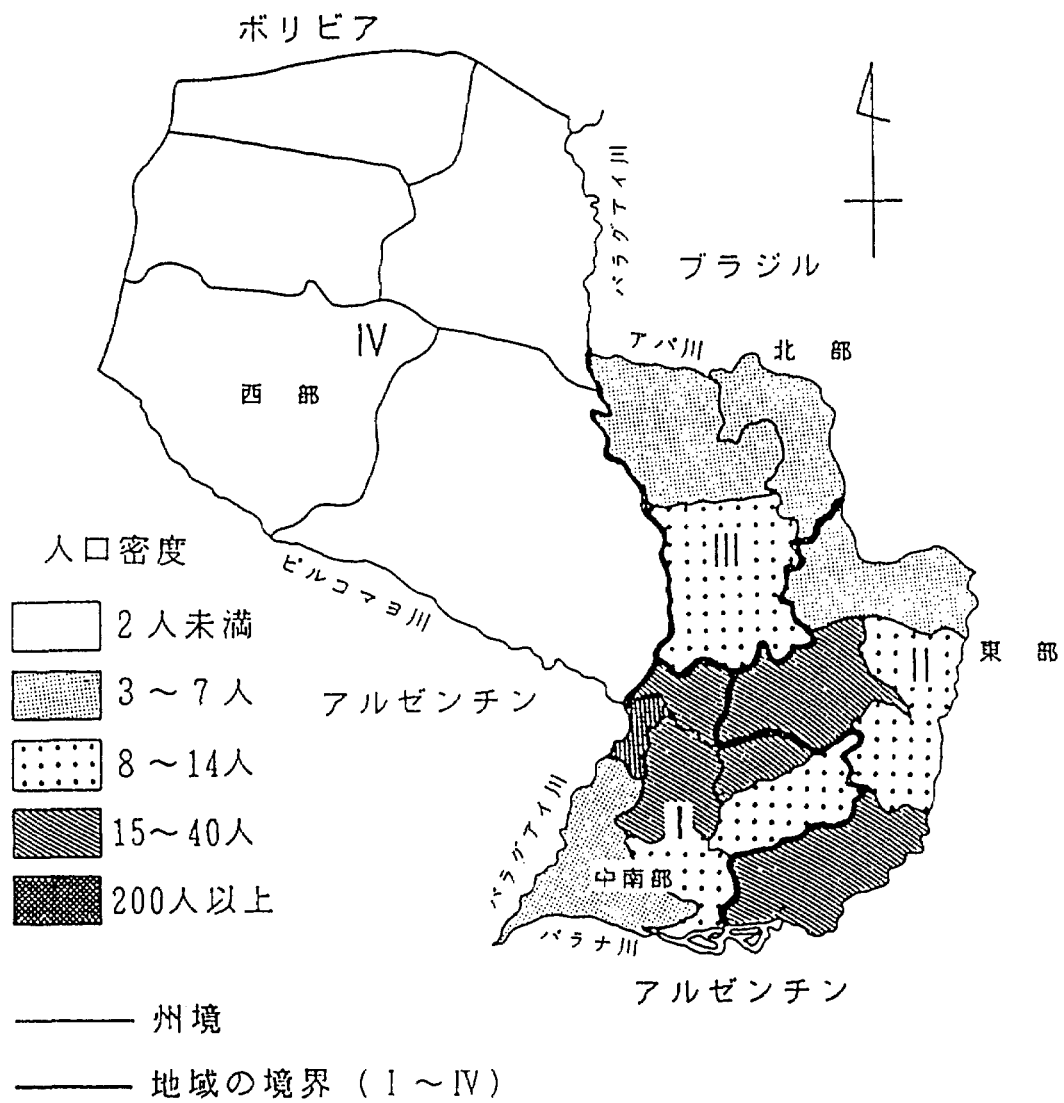 ボリビア
パラグアイ川
ブラジル
アパ川
北部
IV
西部
III
人口密度
2人未満
3〜7人
8〜14人
15〜40人
200人以上
ピルコマヨ川
アルゼンチン
II
東部
パラグアイ川
I
中南部
パラナ川
アルゼンチン
州境
地域の境界 (I〜IV)